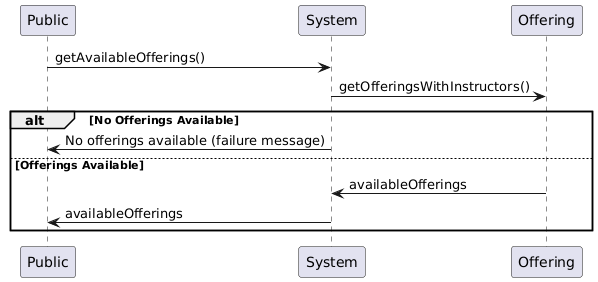 Public System Offering
getAvailableOfferings()
getOfferingsWithInstructors()
alt [No Offerings Available]
No offerings available (failure message)
[Offerings Available]
availableOfferings
availableOfferings
Public System Offering